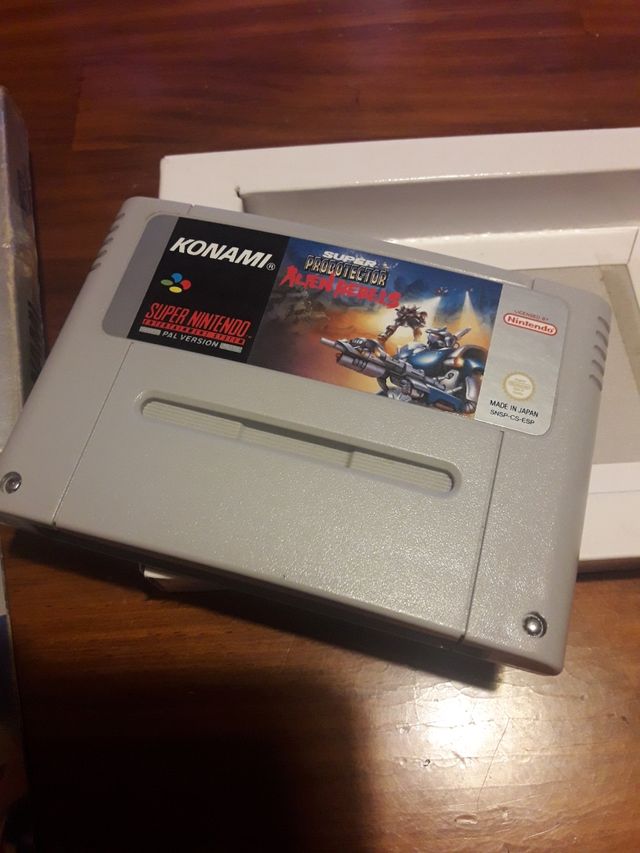 KONAMI®
SUPER NINTENDO
ENTERTAINMENT SYSTEM
PAL VERSION
SUPER
PROBOTECTOR
ALIEN REBELS
LICENSED BY
Nintendo
MADE IN JAPAN
SNSP-CS-ESP